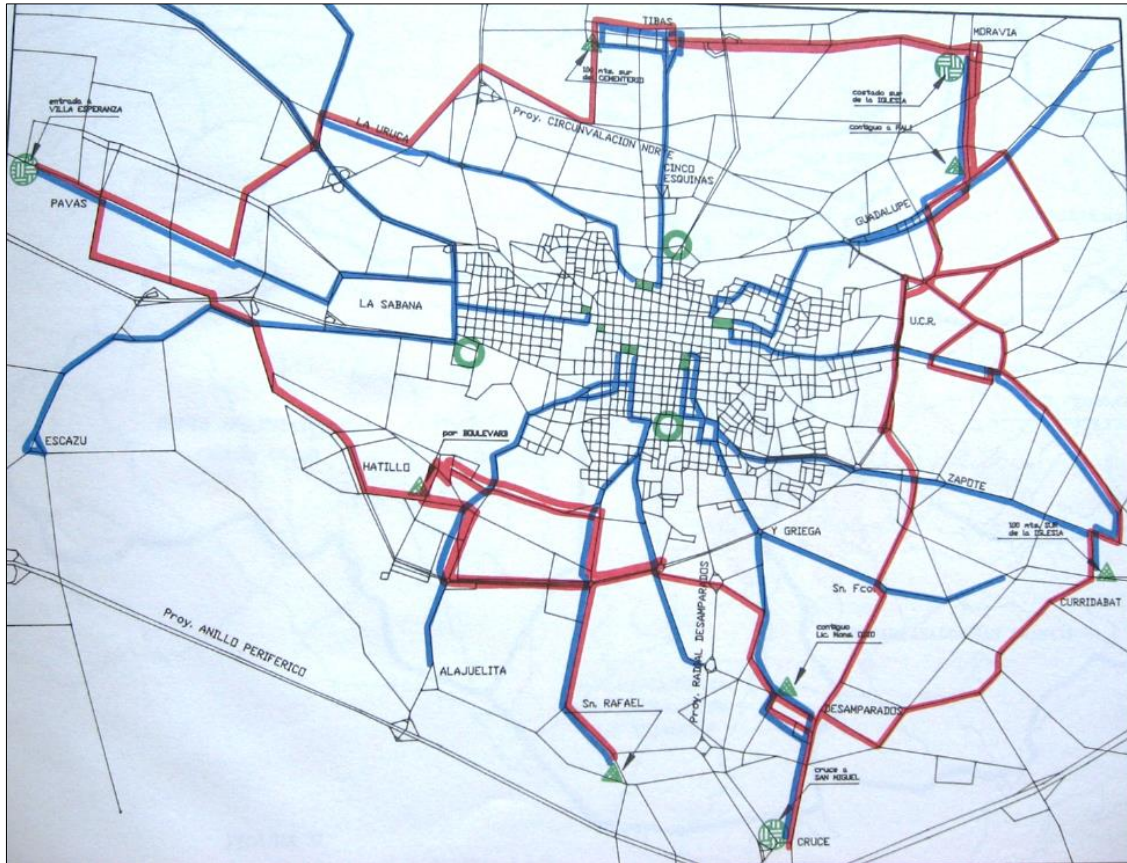 TIBAS
MORAVIA
100 mts. sur
del CEMENTERIO
costado sur
de la IGLESIA
entrada a
VILLA ESPERANZA
LA URUCA
Proy. CIRCUNVALACION NORTE
contiguo a PALI
CINCO
ESQUINAS
PAVAS
GUADALUPE
LA SABANA
U.C.R.
ESCAZU
por BOULEVARD
HATILLO
ZAPOTE
100 mts/SUR
de la IGLESIA
Y GRIEGA
Sn. Fco.
CURRIDABAT
Proy. ANILLO PERIFERICO
Proy. RADIAL DESAMPARADOS
contiguo
ALAJUELITA
Sn. RAFAEL
DESAMPARADOS
cruce a
SAN MIGUEL
CRUCE